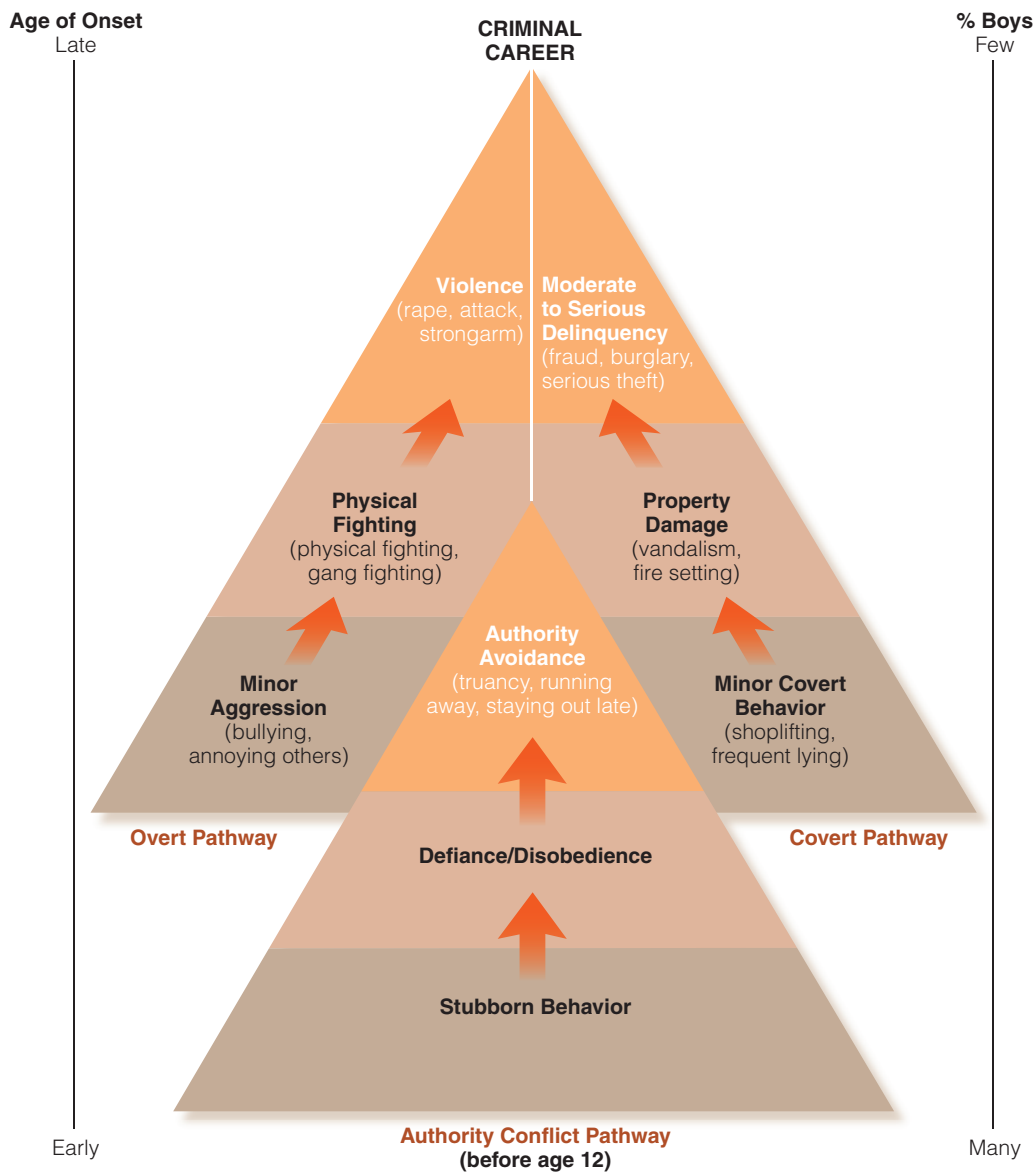 Age of Onset
Late
CRIMINAL
CAREER
% Boys
Few
Violence
(rape, attack,
strongarm)
Moderate
to Serious
Delinquency
(fraud, burglary,
serious theft)
Physical
Fighting
(physical fighting,
gang fighting)
Property
Damage
(vandalism,
fire setting)
Minor
Aggression
(bullying,
annoying others)
Authority
Avoidance
(truancy, running
away, staying out late)
Minor Covert
Behavior
(shoplifting,
frequent lying)
Overt Pathway
Covert Pathway
Defiance/Disobedience
Stubborn Behavior
Early
Authority Conflict Pathway
(before age 12)
Many